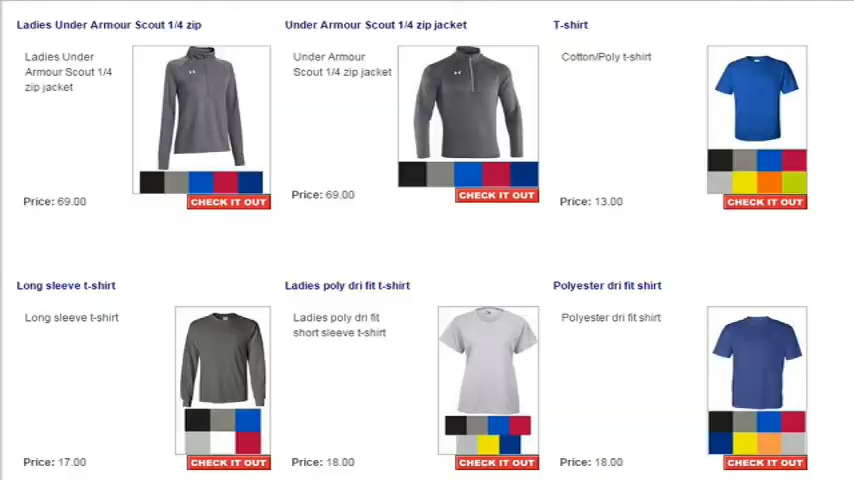 Ladies Under Armour Scout 1/4 zip
Ladies Under
Armour Scout 1/4
zip jacket
Price: 69.00
CHECK IT OUT
Under Armour Scout 1/4 zip jacket
Under Armour
Scout 1/4 zip jacket
Price: 69.00
CHECK IT OUT
T-shirt
Cotton/Poly t-shirt
Price: 13.00
CHECK IT OUT
Long sleeve t-shirt
Long sleeve t-shirt
Price: 17.00
CHECK IT OUT
Ladies poly dri fit t-shirt
Ladies poly dri fit
short sleeve t-shirt
Price: 18.00
CHECK IT OUT
Polyester dri fit shirt
Polyester dri fit shirt
Price: 18.00
CHECK IT OUT